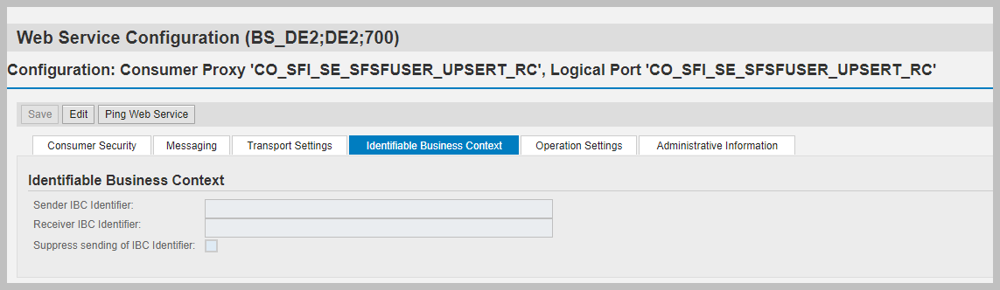 Web Service Configuration (BS_DE2;DE2;700)
Configuration: Consumer Proxy 'CO_SFI_SE_SFSFUSER_UPSERT_RC', Logical Port 'CO_SFI_SE_SFSFUSER_UPSERT_RC'
Save Edit Ping Web Service
Consumer Security Messaging Transport Settings Identifiable Business Context Operation Settings Administrative Information
Identifiable Business Context
Sender IBC Identifier:
Receiver IBC Identifier:
Suppress sending of IBC Identifier: